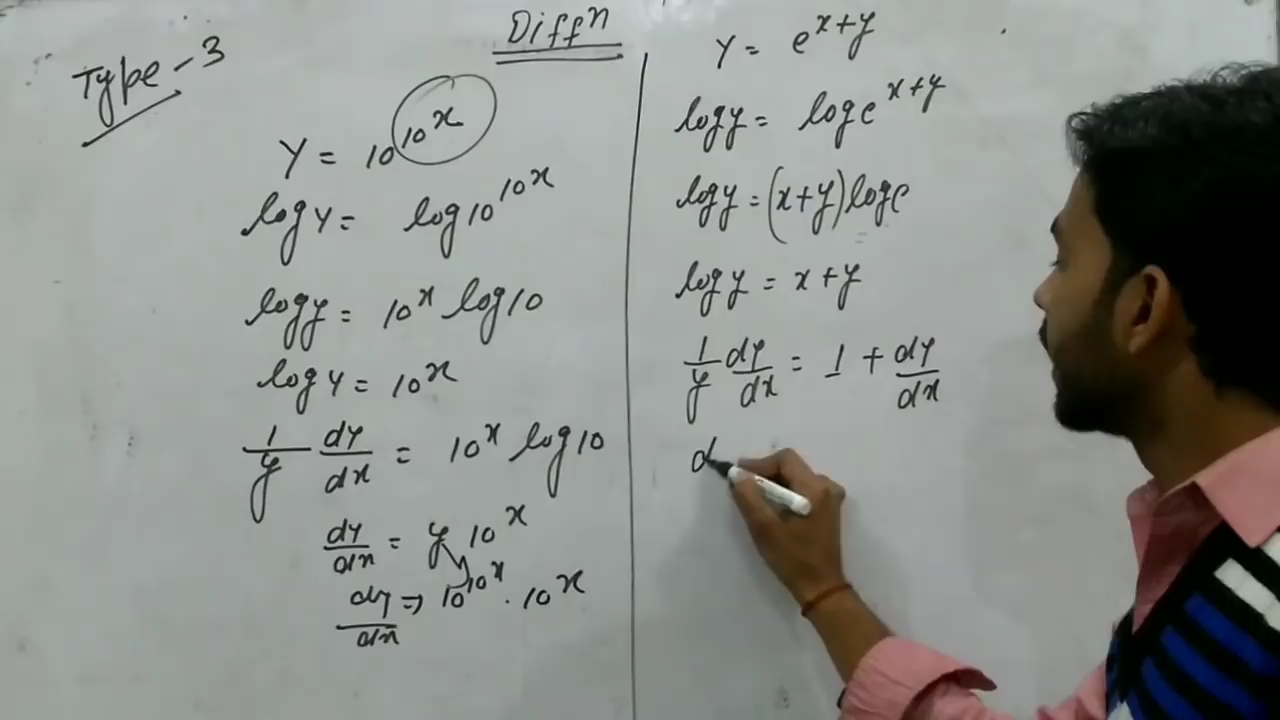 Diffⁿ
Type-3
Y = 10^10^x
log y = log 10^10^x
log y = 10^x log 10
log y = 10^x
1/y dy/dx = 10^x log 10
dy/dx = y 10^x
dy/dx => 10^10^x . 10^x
Y = e^x+y
log y = log e^x+y
log y = (x+y) log e
log y = x+y
1/y dy/dx = 1 + dy/dx
d